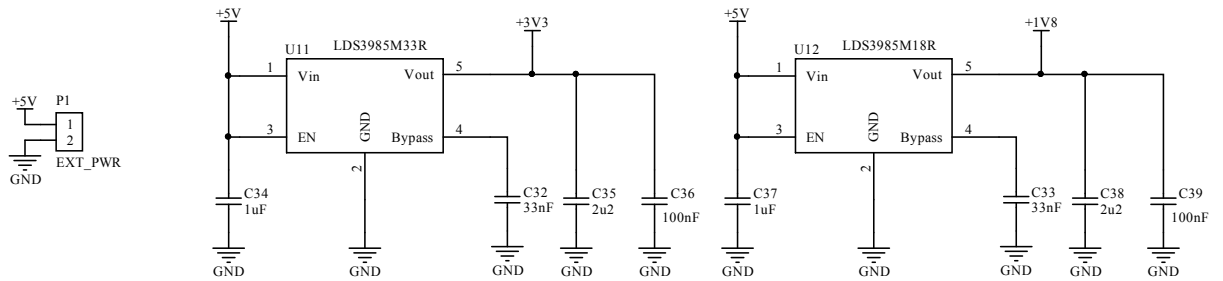 +5V
P1
1
2
EXT_PWR
GND
+5V
U11
LDS3985M33R
1
Vin
Vout
5
3
EN
GND
Bypass
4
2
+3V3
C34
1uF
C32
33nF
C35
2u2
C36
100nF
GND
GND
GND
GND
GND
+5V
U12
LDS3985M18R
1
Vin
Vout
5
3
EN
GND
Bypass
4
2
+1V8
C37
1uF
C33
33nF
C38
2u2
C39
100nF
GND
GND
GND
GND
GND